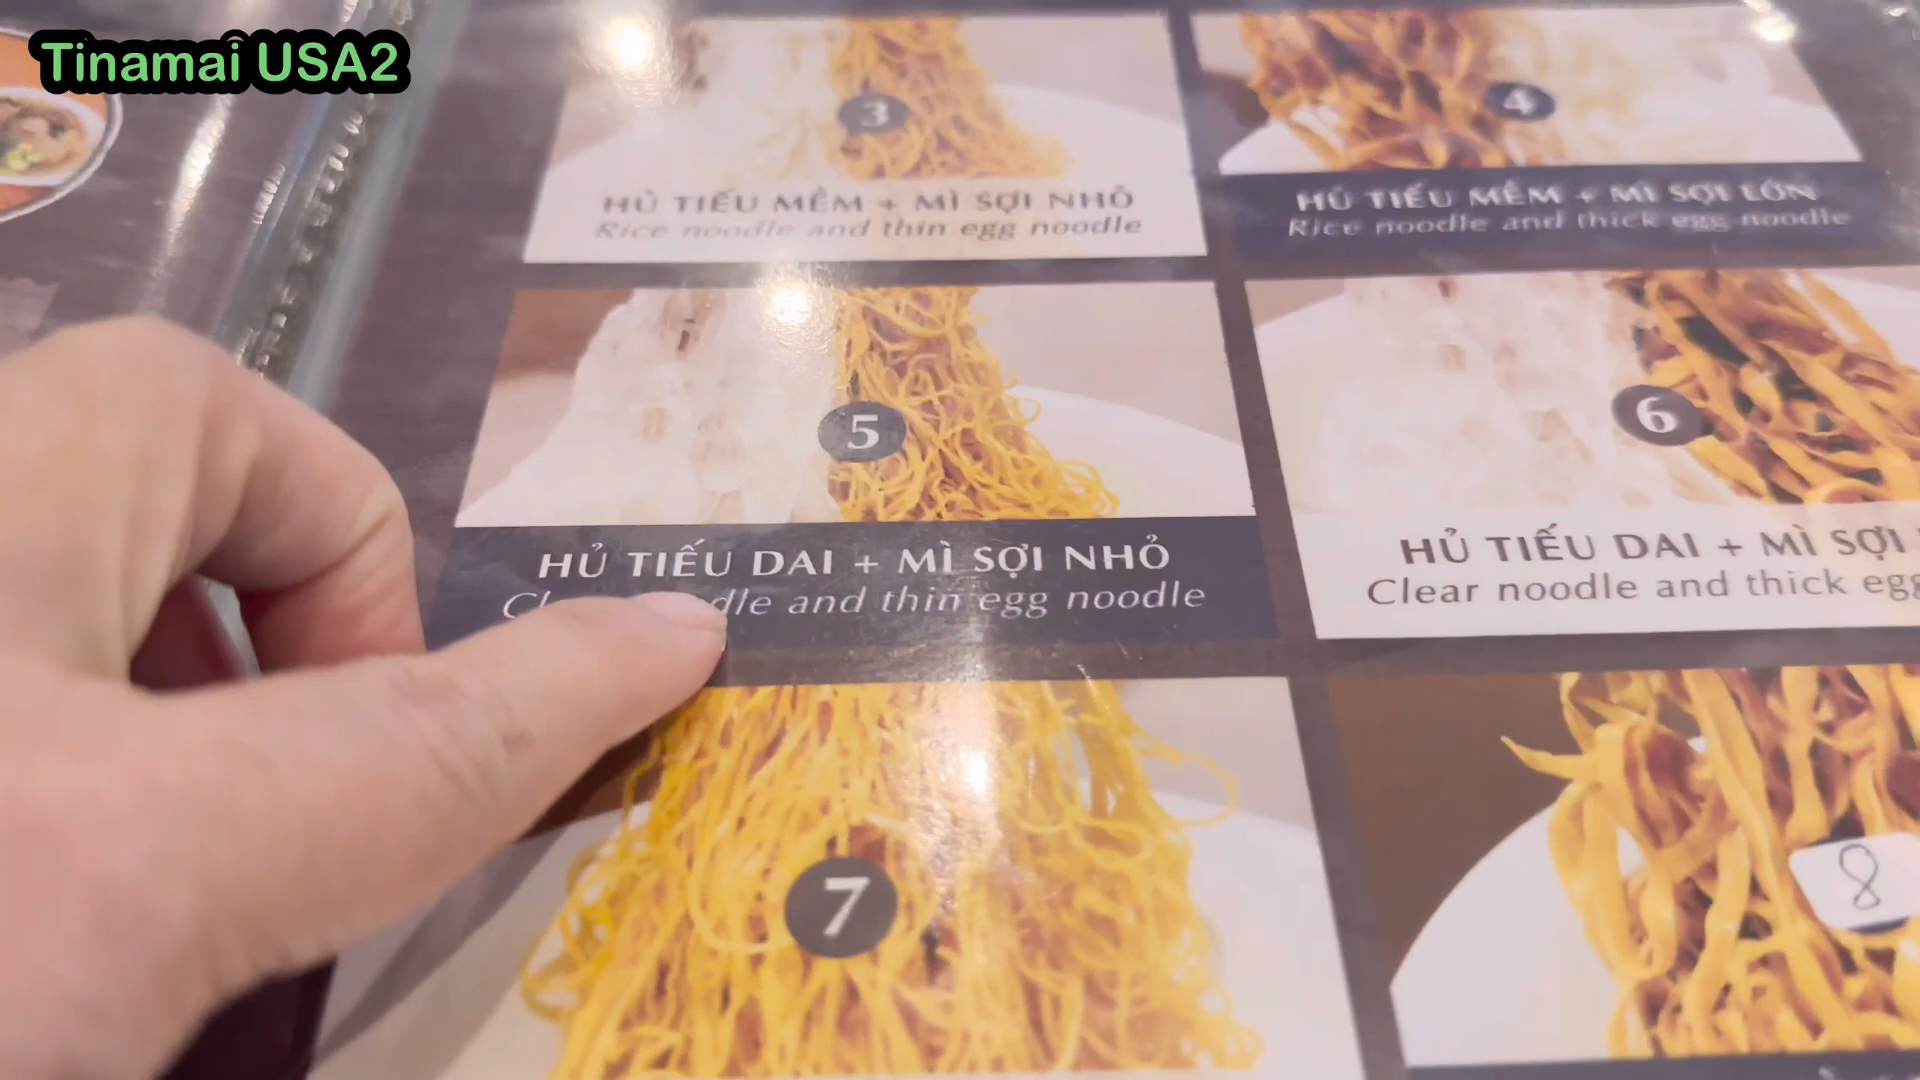 Tinamai USA2
3
4
HỦ TIẾU MỀM + MÌ SỢI NHỎ
Rice noodle and thin egg noodle
HỦ TIẾU MỀM + MÌ SỢI LỚN
Rice noodle and thick egg noodle
5
6
HỦ TIẾU DAI + MÌ SỢI NHỎ
and thin egg noodle
HỦ TIẾU DAI + MÌ SỢI
Clear noodle and thick
7
8